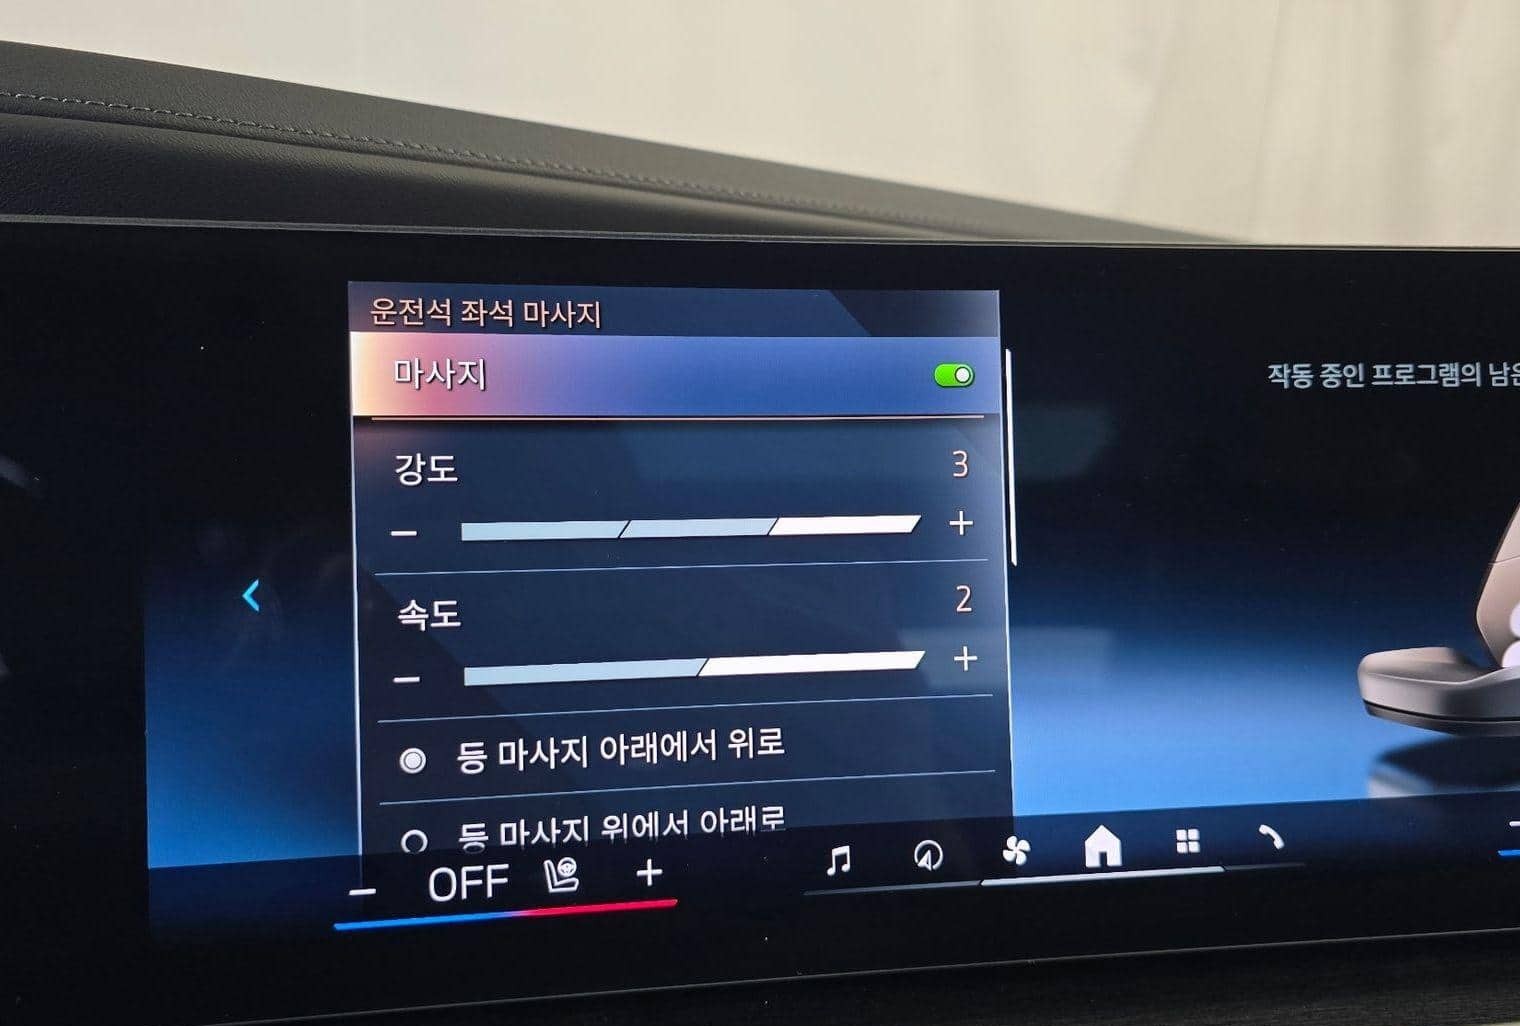 운전석 좌석 마사지
마사지
작동 중인 프로그램의
강도
3
− +
속도
2
− +
등 마사지 아래에서 위로
등 마사지 위에서 아래로
− OFF +